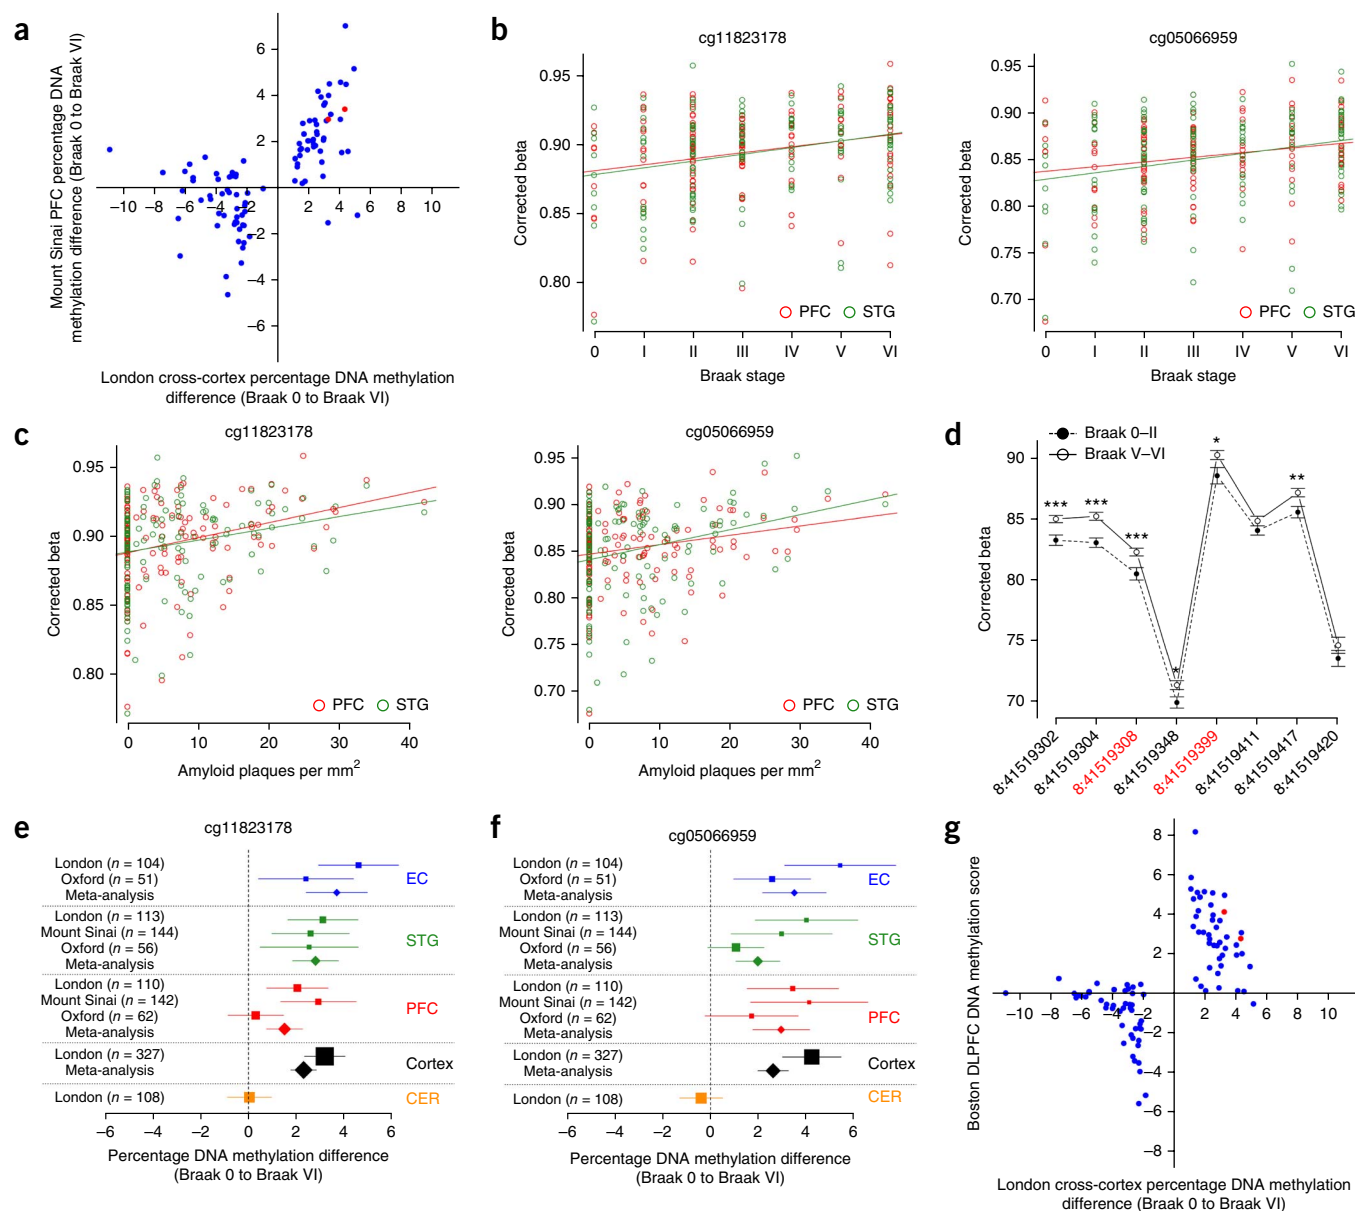 a
Mount Sinai PFC percentage DNA
methylation difference (Braak 0 to Braak VI)
6
4
2
−2
−4
−6
−10 −8 −6 −4 −2 2 4 6 8 10
London cross-cortex percentage DNA methylation
difference (Braak 0 to Braak VI)
b
cg11823178
Corrected beta
0.95
0.90
0.85
0.80
PFC STG
0 I II III IV V VI
Braak stage
cg05066959
Corrected beta
0.90
0.85
0.80
0.75
0.70
PFC STG
0 I II III IV V VI
Braak stage
c
cg11823178
Corrected beta
0.95
0.90
0.85
0.80
PFC STG
0 10 20 30 40
Amyloid plaques per mm2
cg05066959
Corrected beta
0.95
0.90
0.85
0.80
0.75
0.70
PFC STG
0 10 20 30 40
Amyloid plaques per mm2
d
Braak 0–II
Braak V–VI
Corrected beta
90
85
80
75
70
*** *** *** * * **
8:41519302
8:41519304
8:41519308
8:41519348
8:41519399
8:41519411
8:41519417
8:41519420
e
cg11823178
London (n = 104)
Oxford (n = 51)
Meta-analysis
EC
London (n = 113)
Mount Sinai (n = 144)
Oxford (n = 56)
Meta-analysis
STG
London (n = 110)
Mount Sinai (n = 142)
Oxford (n = 62)
Meta-analysis
PFC
London (n = 327)
Meta-analysis
Cortex
London (n = 108)
CER
−6 −4 −2 0 2 4 6
Percentage DNA methylation difference
(Braak 0 to Braak VI)
f
cg05066959
London (n = 104)
Oxford (n = 51)
Meta-analysis
EC
London (n = 113)
Mount Sinai (n = 144)
Oxford (n = 56)
Meta-analysis
STG
London (n = 110)
Mount Sinai (n = 142)
Oxford (n = 62)
Meta-analysis
PFC
London (n = 327)
Meta-analysis
Cortex
London (n = 108)
CER
−6 −4 −2 0 2 4 6
Percentage DNA methylation difference
(Braak 0 to Braak VI)
g
Boston DLPFC DNA methylation score
8
6
4
2
−2
−4
−6
−8
−10 −8 −6 −4 −2 2 4 6 8 10
London cross-cortex percentage DNA methylation
difference (Braak 0 to Braak VI)